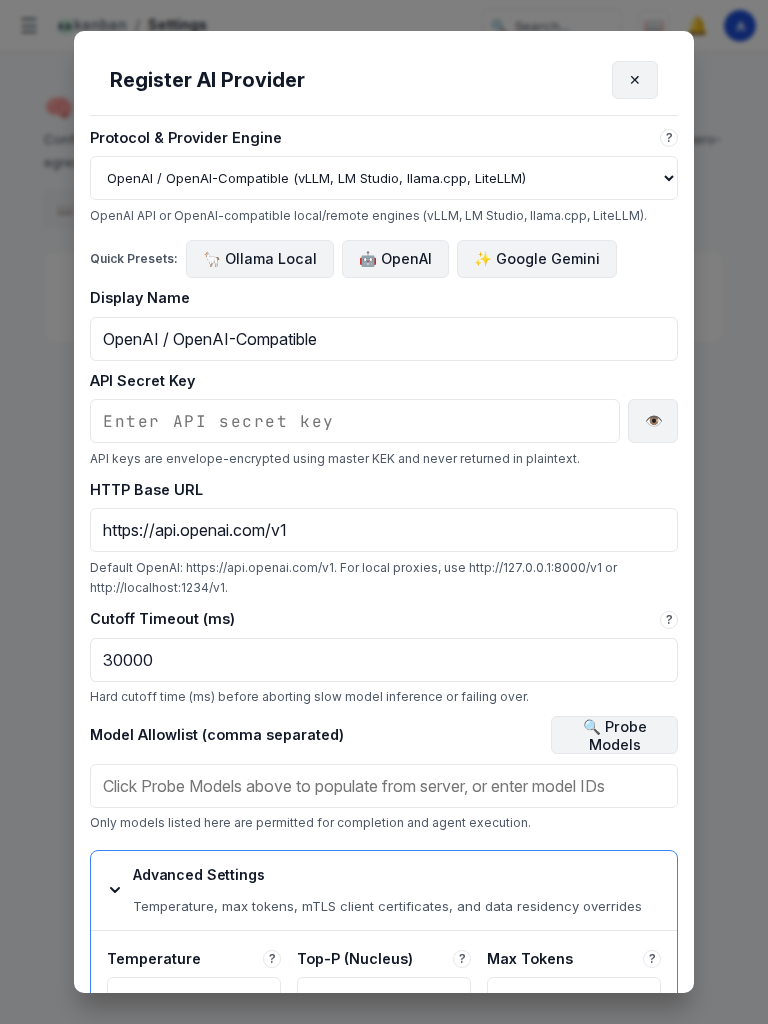 kanban / Settings
Search...
A
Register AI Provider
×
Protocol & Provider Engine ?
OpenAI / OpenAI-Compatible (vLLM, LM Studio, llama.cpp, LiteLLM)
OpenAI API or OpenAI-compatible local/remote engines (vLLM, LM Studio, llama.cpp, LiteLLM).
Quick Presets: 🦙 Ollama Local 🤖 OpenAI ✨ Google Gemini
Display Name
OpenAI / OpenAI-Compatible
API Secret Key
Enter API secret key
API keys are envelope-encrypted using master KEK and never returned in plaintext.
HTTP Base URL
https://api.openai.com/v1
Default OpenAI: https://api.openai.com/v1. For local proxies, use http://127.0.0.1:8000/v1 or
http://localhost:1234/v1.
Cutoff Timeout (ms) ?
30000
Hard cutoff time (ms) before aborting slow model inference or failing over.
Model Allowlist (comma separated)
🔍 Probe
Models
Click Probe Models above to populate from server, or enter model IDs
Only models listed here are permitted for completion and agent execution.
Advanced Settings
Temperature, max tokens, mTLS client certificates, and data residency overrides
Temperature ? Top-P (Nucleus) ? Max Tokens ?